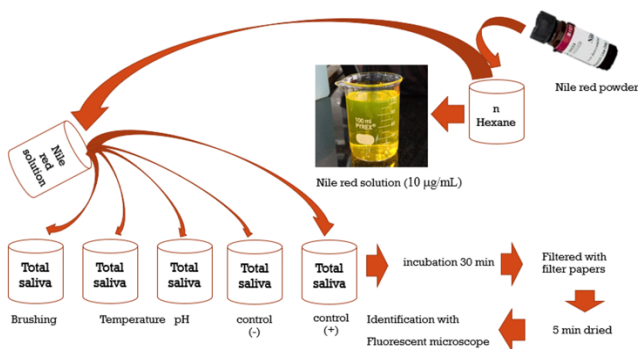 Nile red powder
n
Hexane
100 ml
PYREX
Nile red solution (10 µg/mL)
Nile
red
solution
Total
saliva
Total
saliva
Total
saliva
Total
saliva
Total
saliva
Brushing
Temperature
pH
control
(-)
control
(+)
incubation 30 min
Filtered with
filter papers
5 min dried
Identification with
Fluorescent microscope